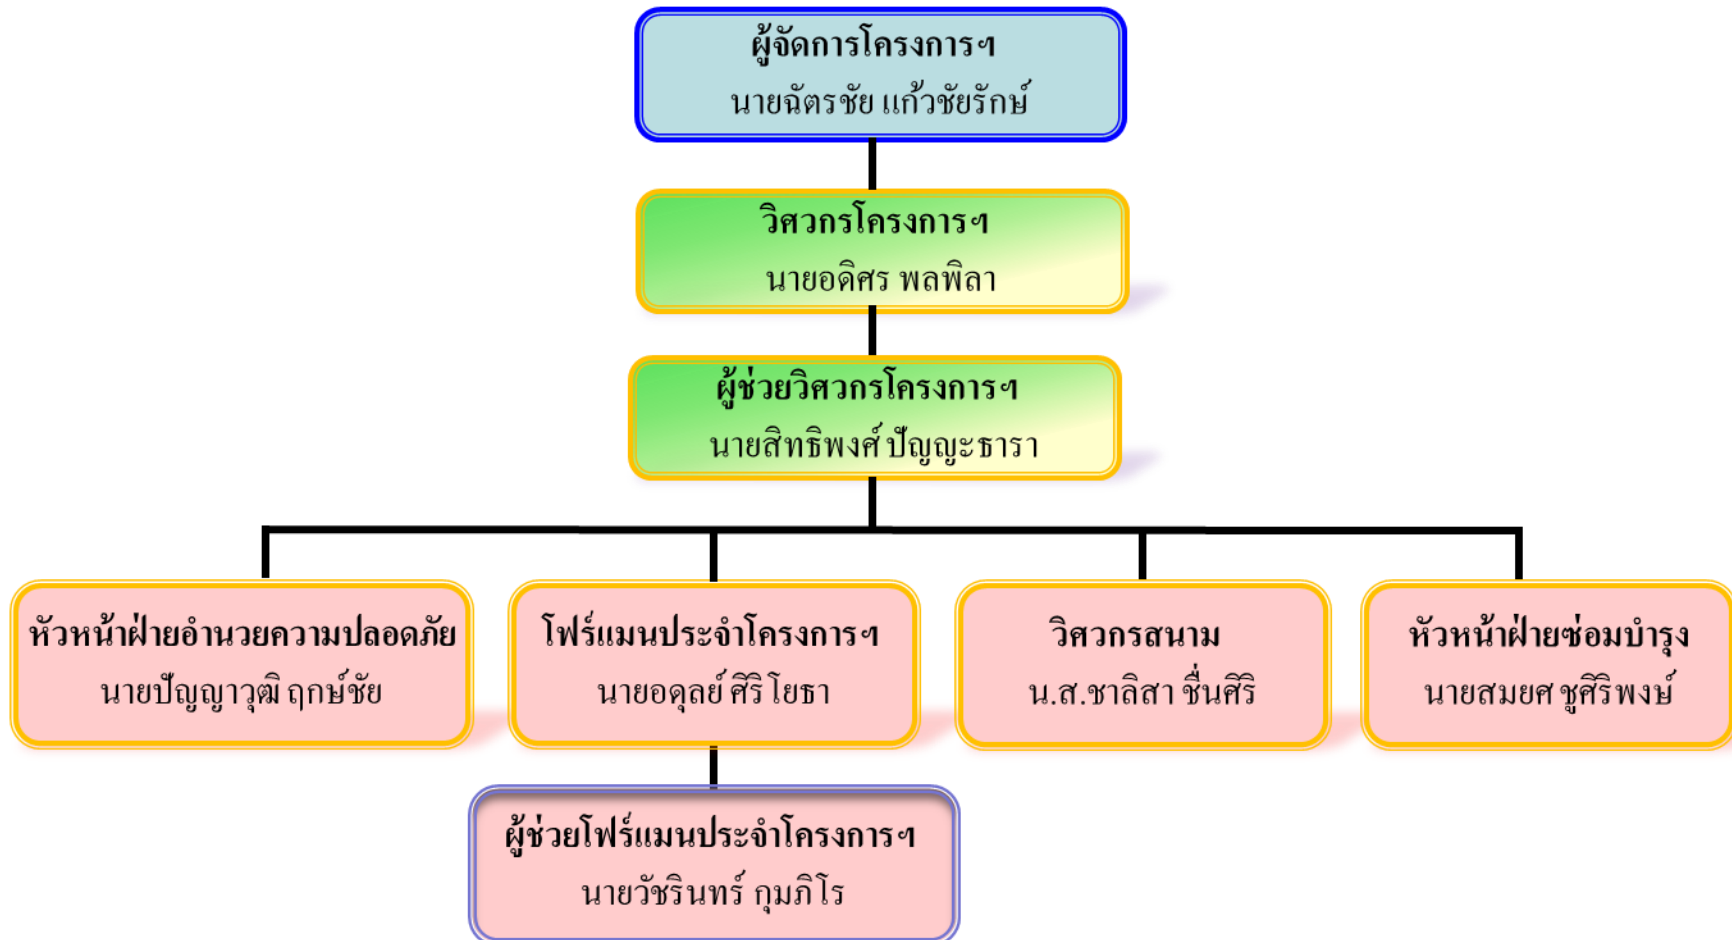 ผู้จัดการโครงการฯ
นายฉัตรชัย แก้วชัยรักษ์
วิศวกรโครงการฯ
นายอดิศร พลพิลา
ผู้ช่วยวิศวกรโครงการฯ
นายสิทธิพงศ์ ปัญญะธารา
หัวหน้าฝ่ายอำนวยความปลอดภัย
นายปัญญาวุฒิ ฤกษ์ชัย
โฟร์แมนประจำโครงการฯ
นายอดุลย์ ศิริโยธา
วิศวกรสนาม
น.ส.ชาลิสา ชื่นศิริ
หัวหน้าฝ่ายซ่อมบำรุง
นายสมยศ ชูศิริพงษ์
ผู้ช่วยโฟร์แมนประจำโครงการฯ
นายวัชรินทร์ กุมภิโร